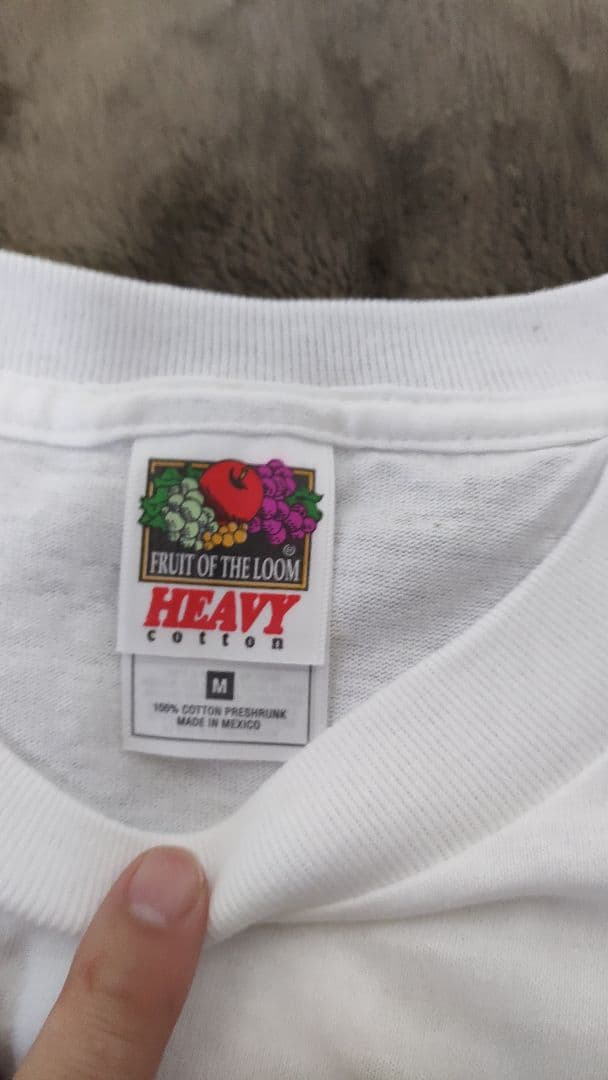 ®
FRUIT OF THE LOOM
HEAVY
cotton
M
100% COTTON PRESHRUNK
MADE IN MEXICO